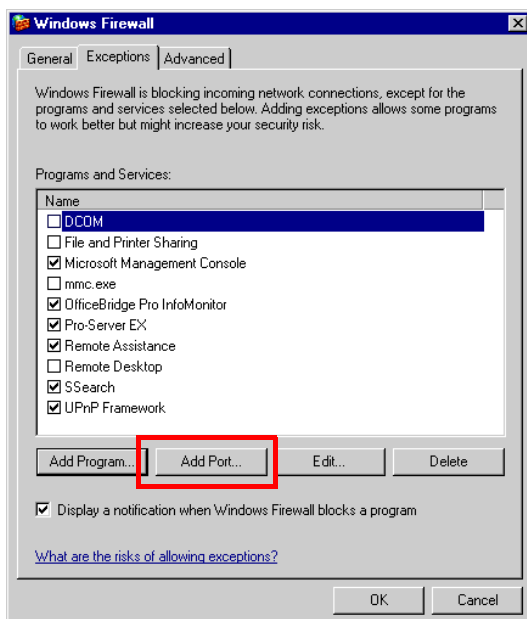 Windows Firewall
General Exceptions Advanced
Windows Firewall is blocking incoming network connections, except for the
programs and services selected below. Adding exceptions allows some programs
to work better but might increase your security risk.
Programs and Services:
Name
DCOM
File and Printer Sharing
Microsoft Management Console
mmc.exe
OfficeBridge Pro InfoMonitor
Pro-Server EX
Remote Assistance
Remote Desktop
SSearch
UPnP Framework
Add Program... Add Port... Edit... Delete
Display a notification when Windows Firewall blocks a program
What are the risks of allowing exceptions?
OK Cancel